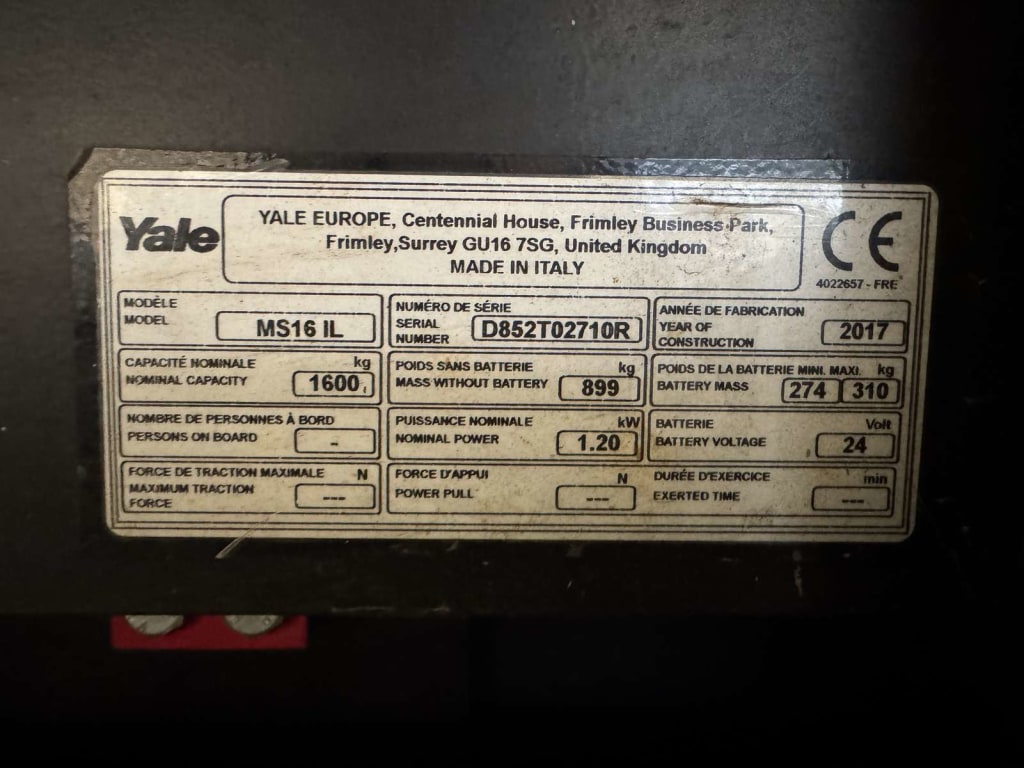 Yale
YALE EUROPE, Centennial House, Frimley Business Park,
Frimley,Surrey GU16 7SG, United Kingdom
MADE IN ITALY
CE
4022657 - FRE
MODÈLE
MODEL
MS16 IL
NUMÉRO DE SÉRIE
SERIAL
NUMBER
D852T02710R
ANNÉE DE FABRICATION
YEAR OF
CONSTRUCTION
2017
CAPACITÉ NOMINALE kg
NOMINAL CAPACITY
1600
POIDS SANS BATTERIE kg
MASS WITHOUT BATTERY
899
POIDS DE LA BATTERIE MINI. MAXI. kg
BATTERY MASS
274 310
NOMBRE DE PERSONNES À BORD
PERSONS ON BOARD
-
PUISSANCE NOMINALE kW
NOMINAL POWER
1.20
BATTERIE Volt
BATTERY VOLTAGE
24
FORCE DE TRACTION MAXIMALE N
MAXIMUM TRACTION
FORCE
---
FORCE D'APPUI N
POWER PULL
---
DURÉE D'EXERCICE min
EXERTED TIME
---